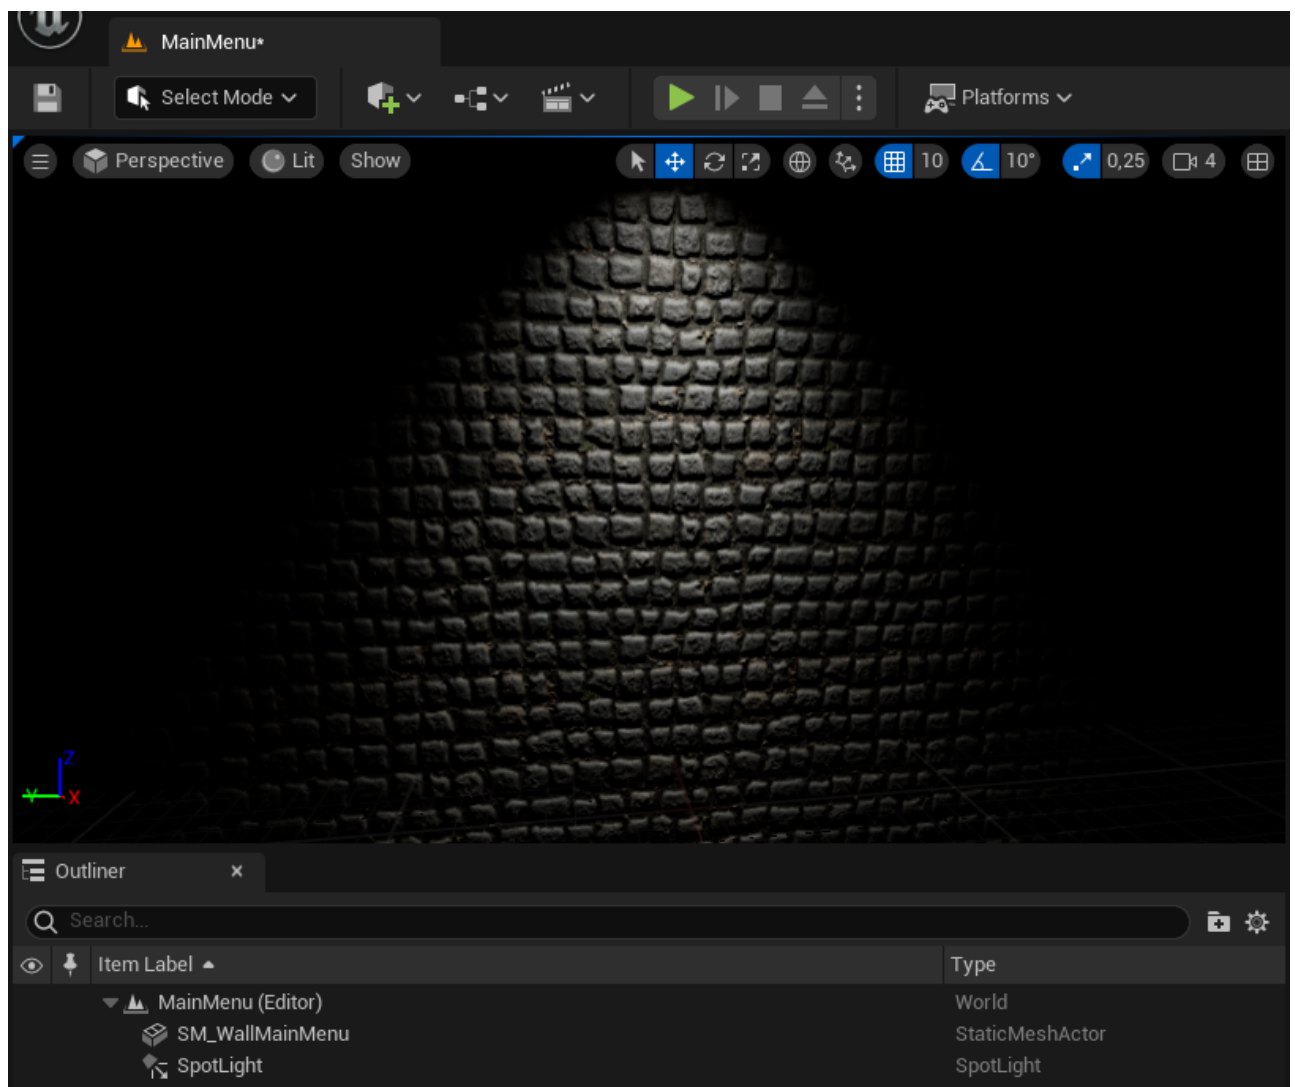 MainMenu*
Select Mode
Platforms
Perspective Lit Show 10 10° 0,25 4
Z
Y X
Outliner
Search...
Item Label Type
MainMenu (Editor) World
SM_WallMainMenu StaticMeshActor
SpotLight SpotLight